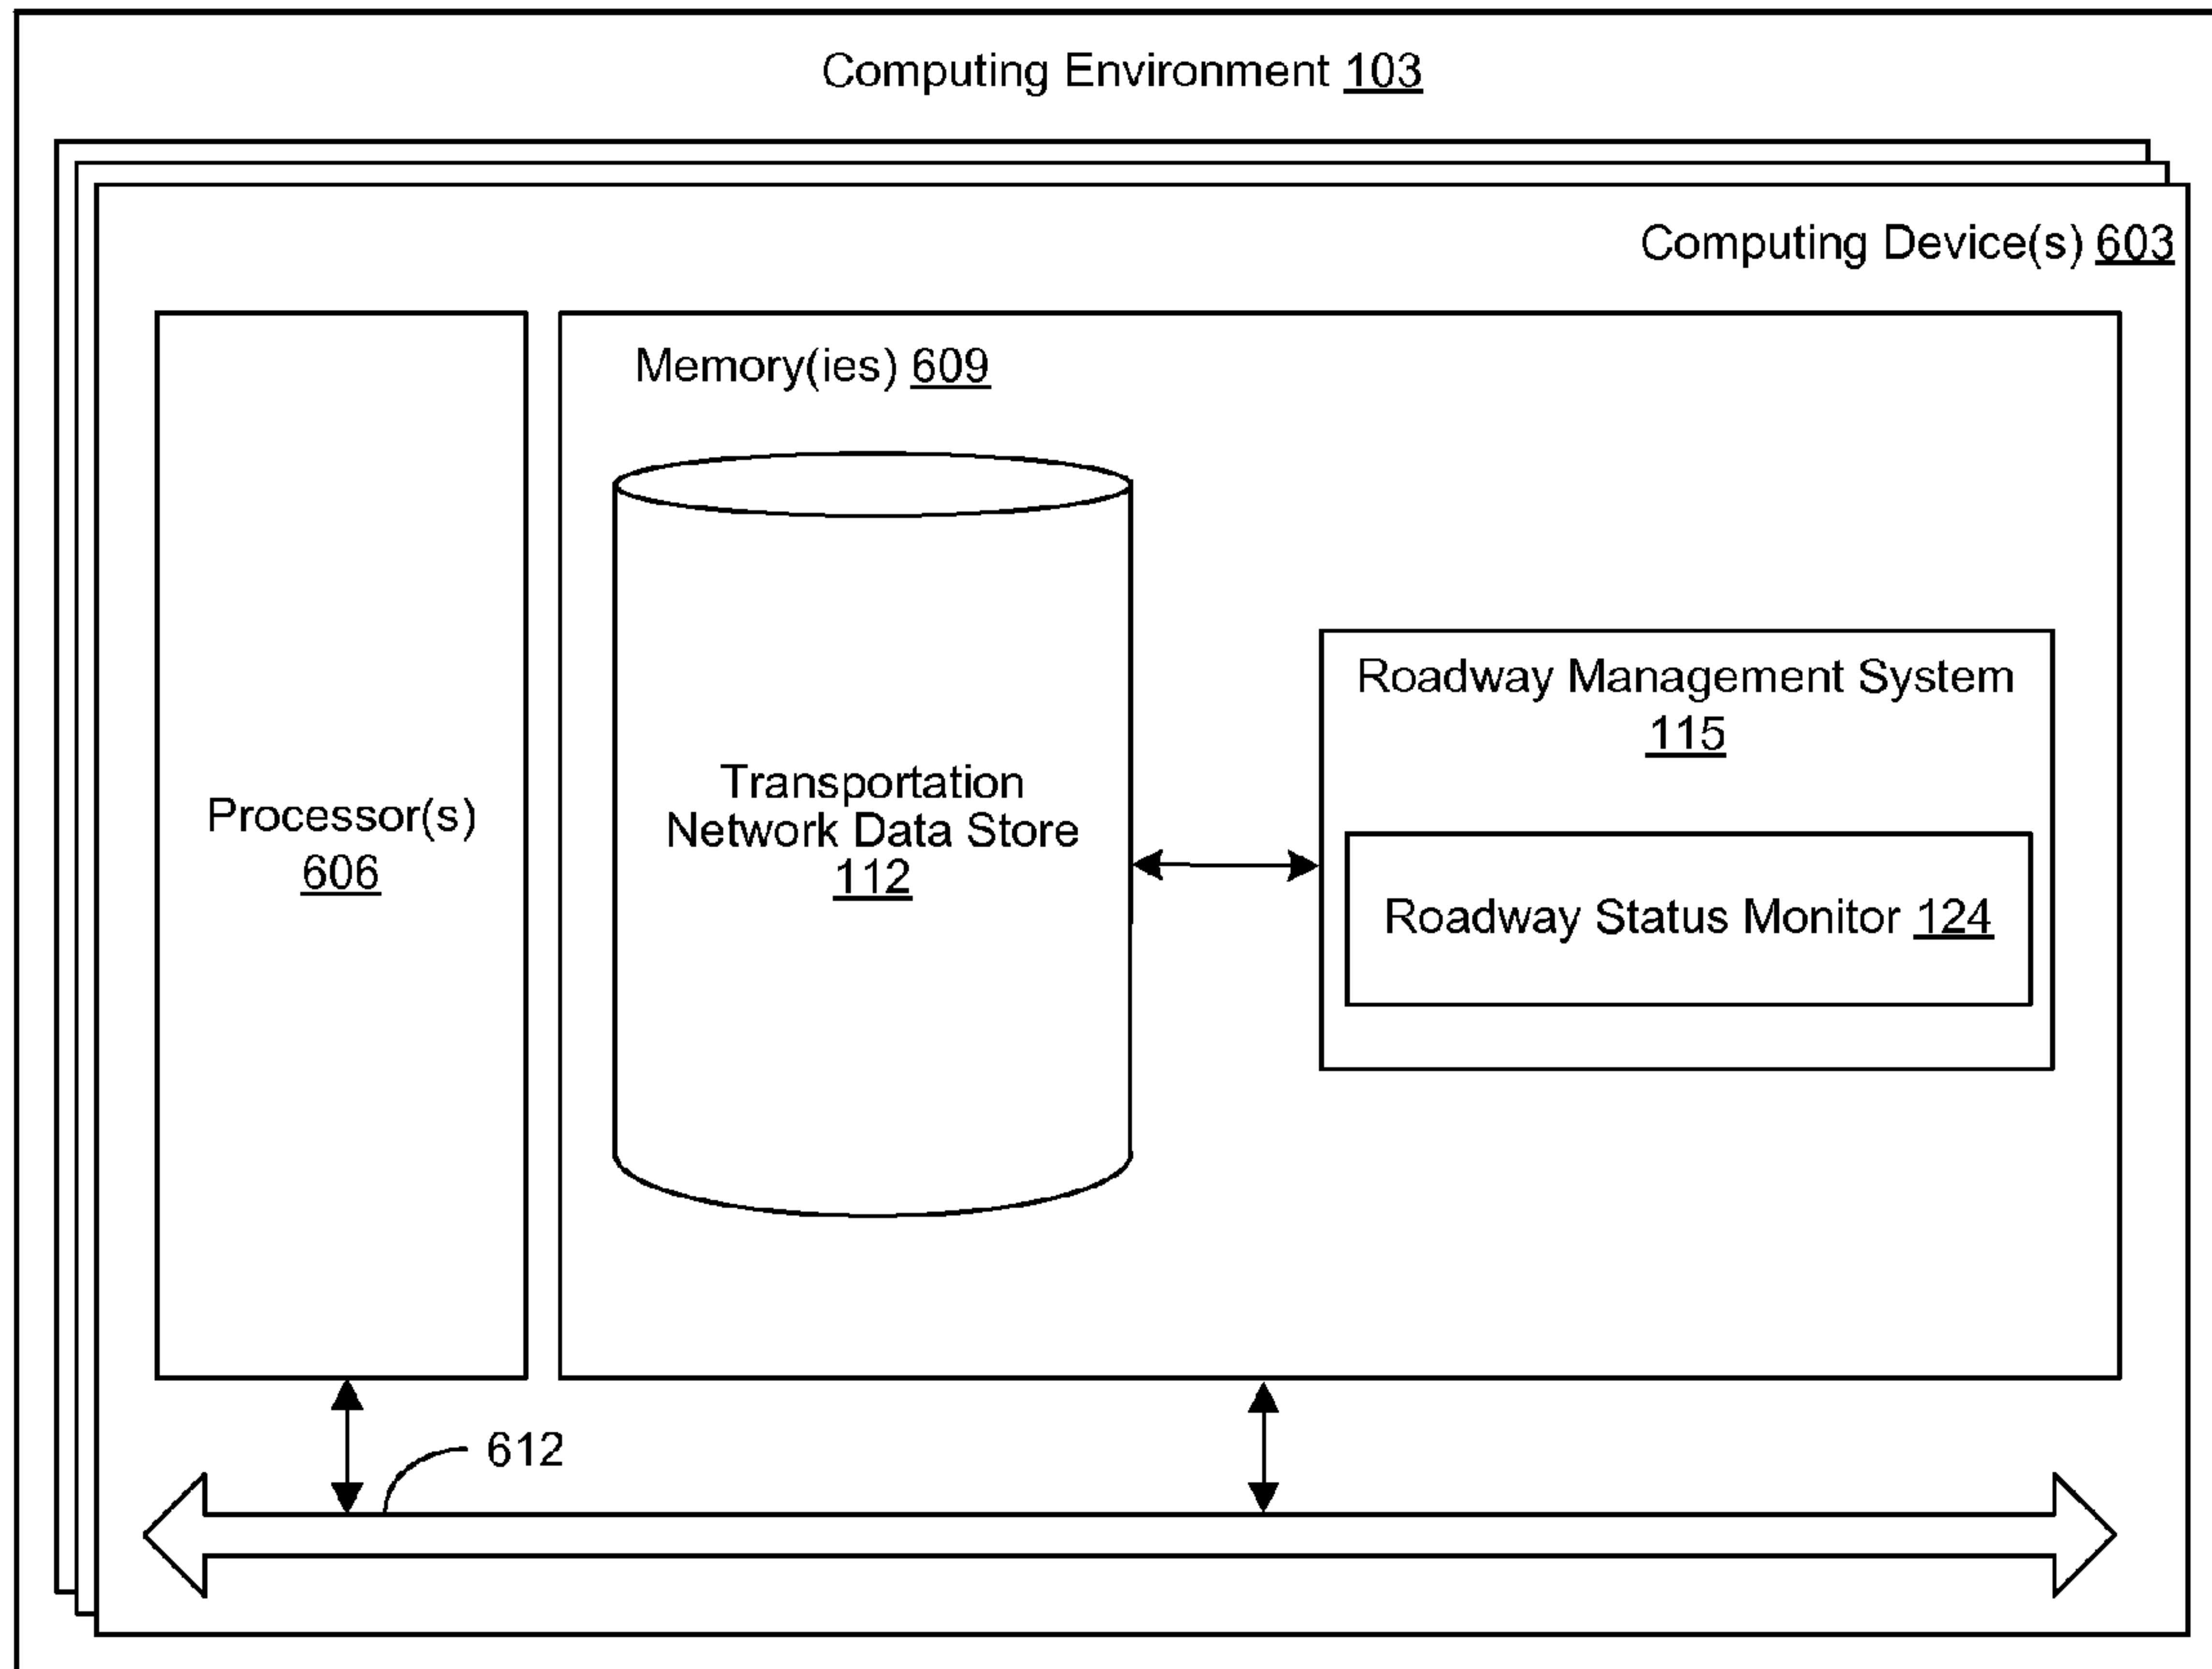 Computing Environment 103
Computing Device(s) 603
Memory(ies) 609
Processor(s)
606
Transportation
Network Data Store
112
Roadway Management System
115
Roadway Status Monitor 124
612